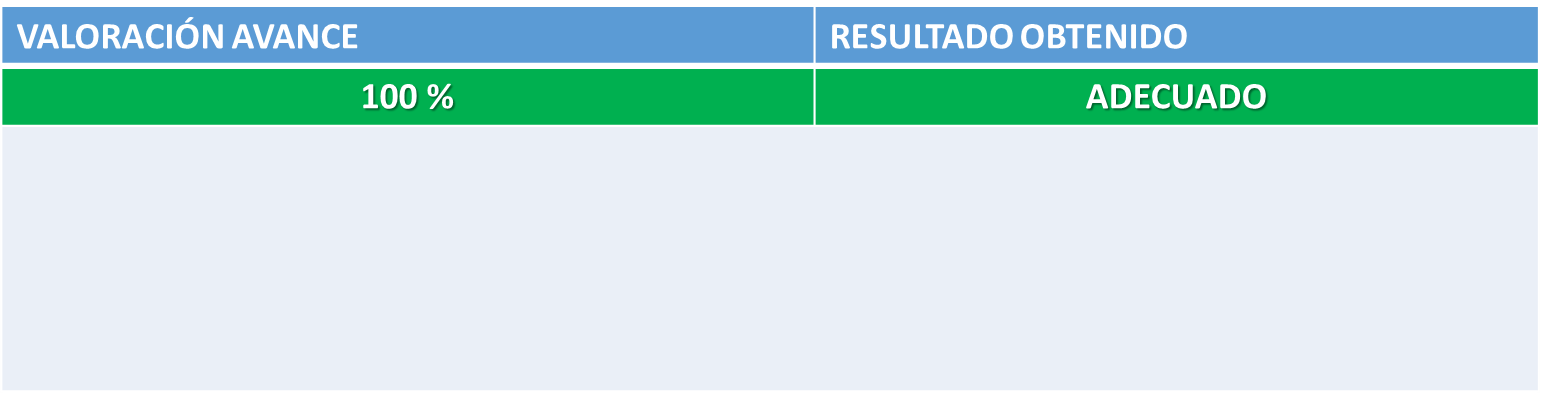 VALORACIÓN AVANCE
RESULTADO OBTENIDO
100 %
ADECUADO